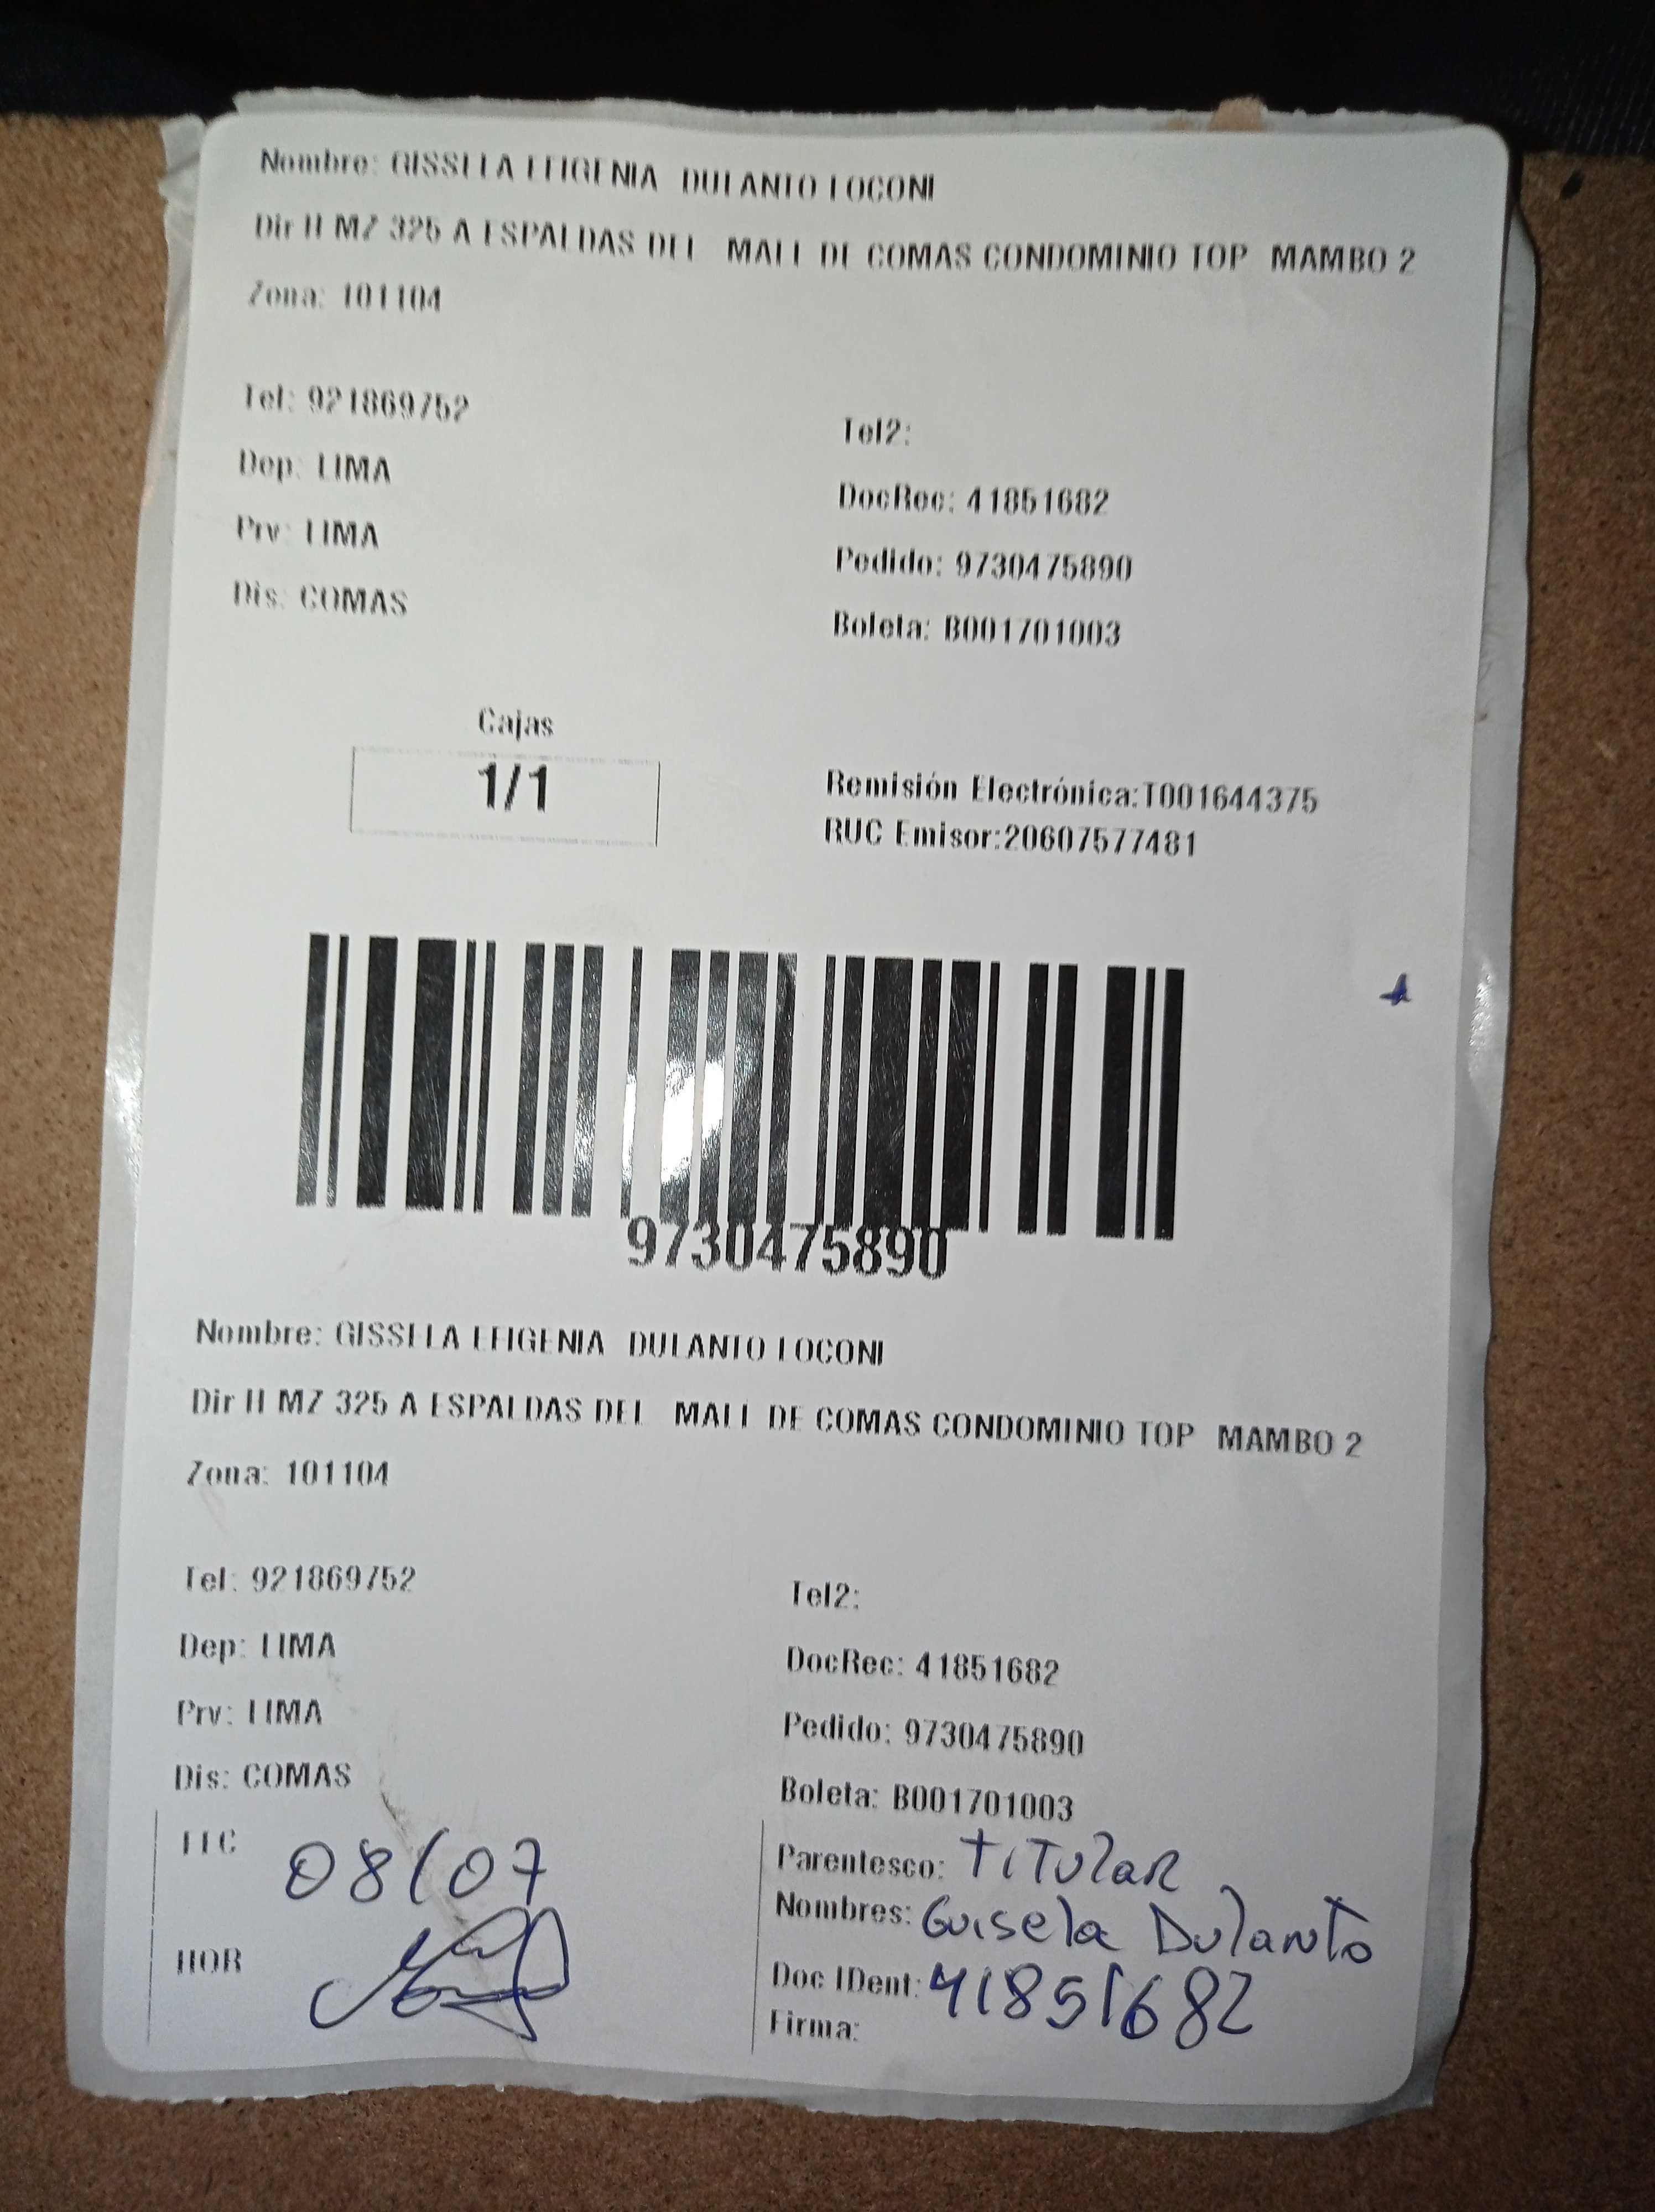 Nombre: GISSELA EFIGENIA DULANTO LOCONI
Dir II MZ 325 A ESPALDAS DEL MALL DE COMAS CONDOMINIO TOP MAMBO 2
Zona: 101104
Tel: 921869752
Tel2:
Dep: LIMA
DocRec: 41851682
Prv: LIMA
Pedido: 9730475890
Dis: COMAS
Boleta: B001701003
Cajas
1/1
Remisión Electrónica:T001644375
RUC Emisor:20607577481
9730475890
Nombre: GISSELA EFIGENIA DULANTO LOCONI
Dir II MZ 325 A ESPALDAS DEL MALL DE COMAS CONDOMINIO TOP MAMBO 2
Zona: 101104
Tel: 921869752
Tel2:
Dep: LIMA
DocRec: 41851682
Prv: LIMA
Pedido: 9730475890
Dis: COMAS
Boleta: B001701003
08/07
Parentesco: TiTular
Nombres: Guisela Dulanto
HOR
Doc IDent: 41851682
Firma: